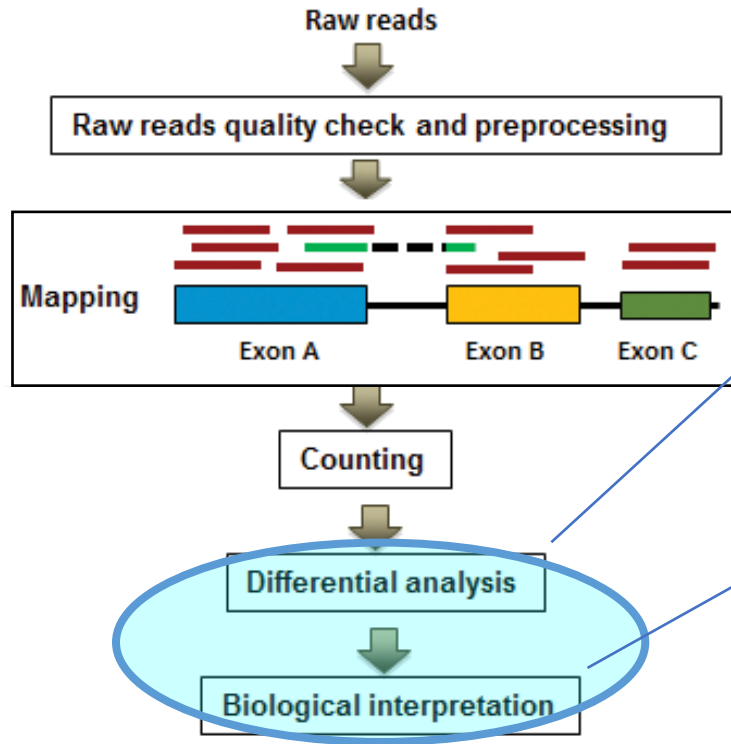 Raw reads
Raw reads quality check and preprocessing
Mapping
Exon A Exon B Exon C
Counting
Differential analysis
Biological interpretation